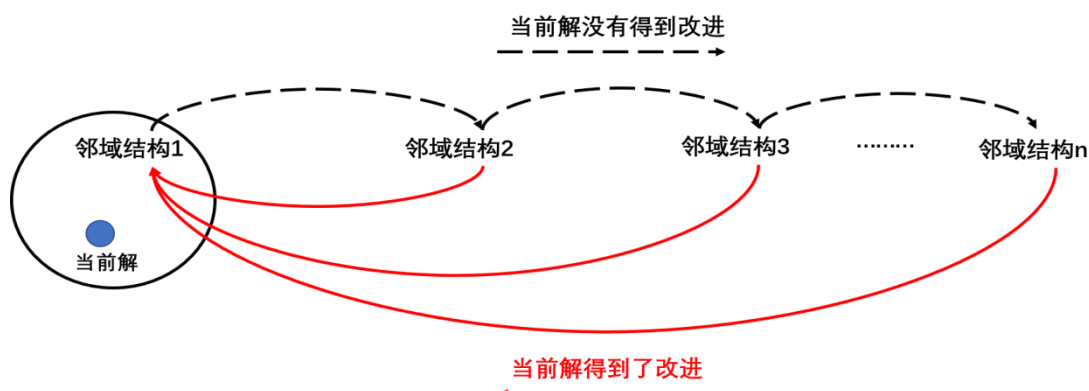 当前解没有得到改进
邻域结构1
邻域结构2
邻域结构3
………
邻域结构n
当前解
当前解得到了改进